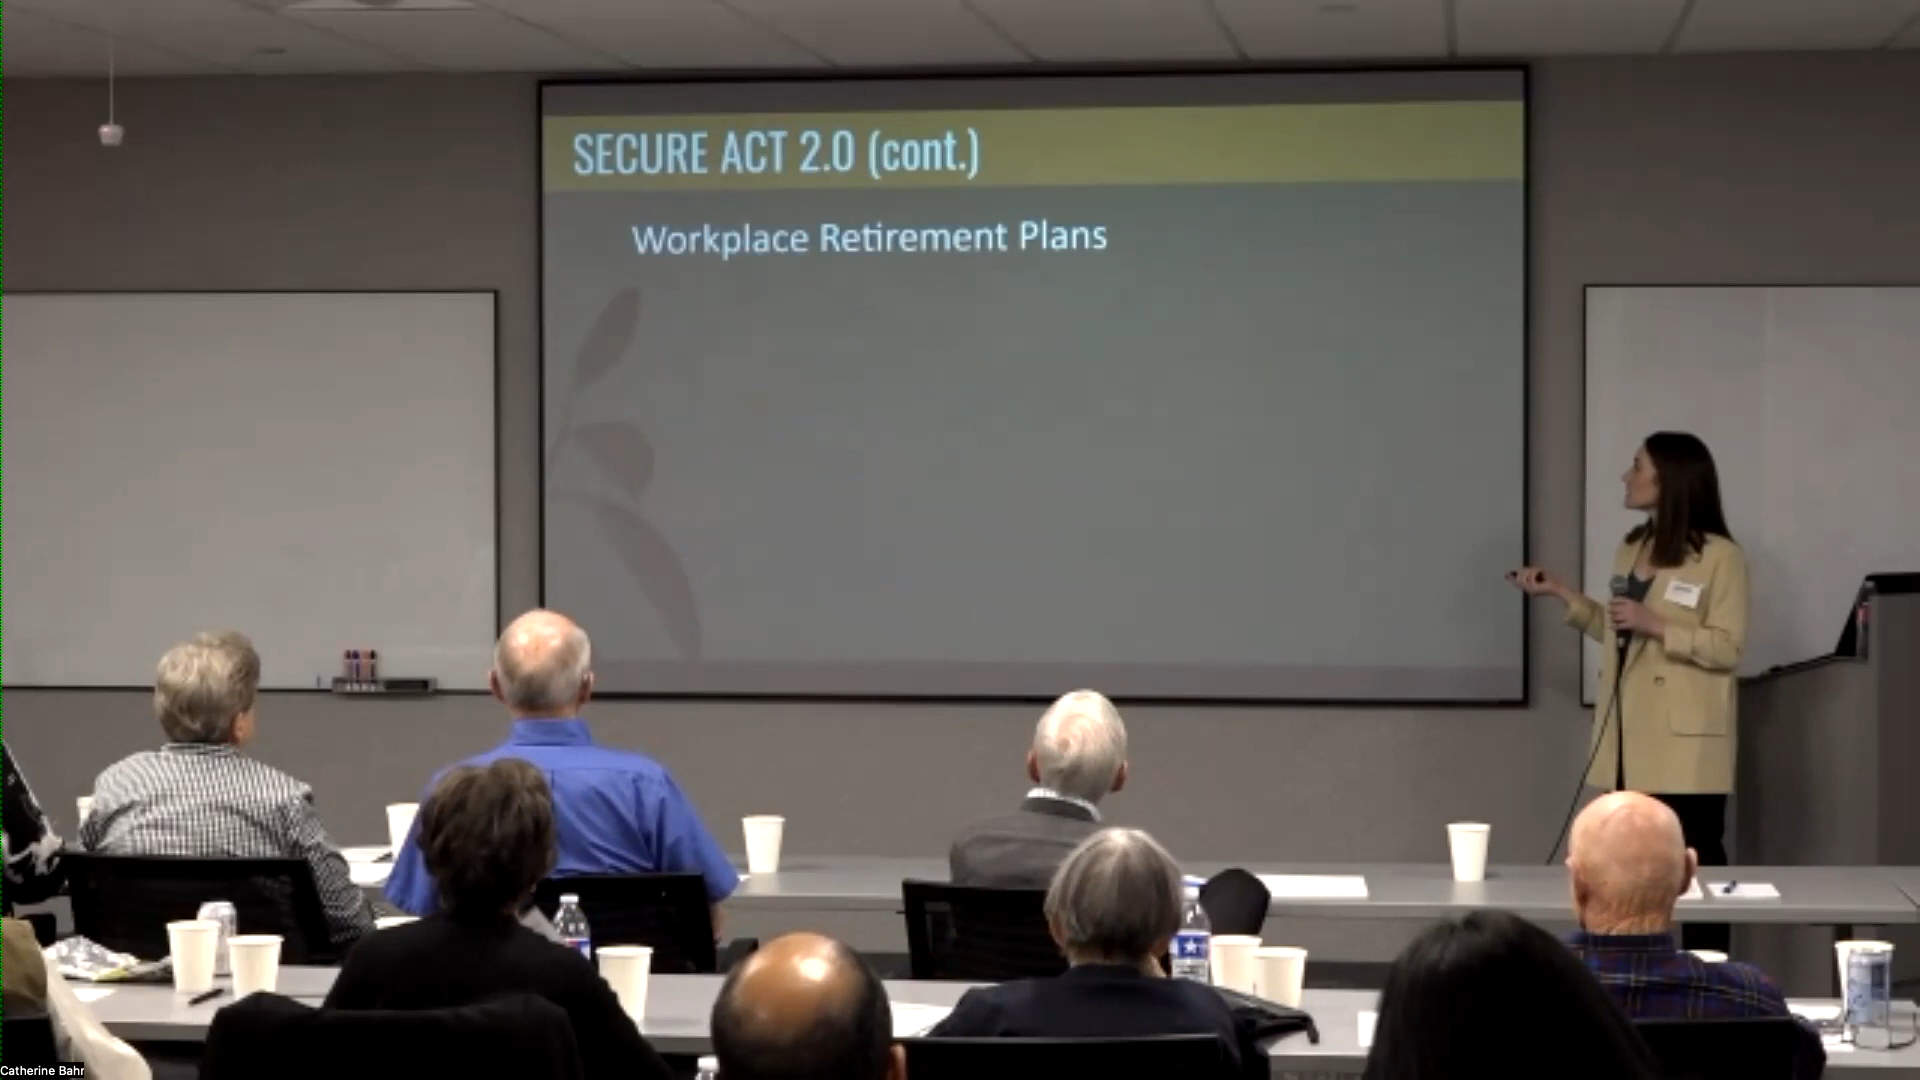 SECURE ACT 2.0 (cont.)
Workplace Retirement Plans
Catherine Bahr